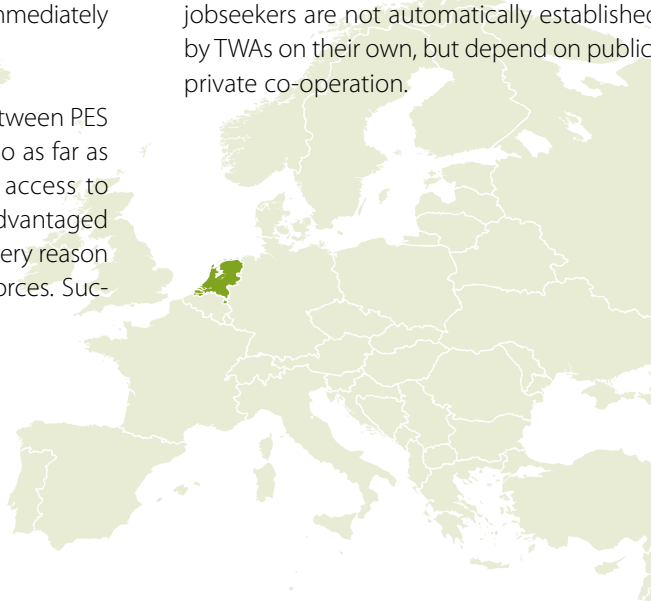 mmediately
tween PES
o as far as
access to
dvantaged
ery reason
orces. Suc-
jobseekers are not automatically established
by TWAs on their own, but depend on public
private co-operation.